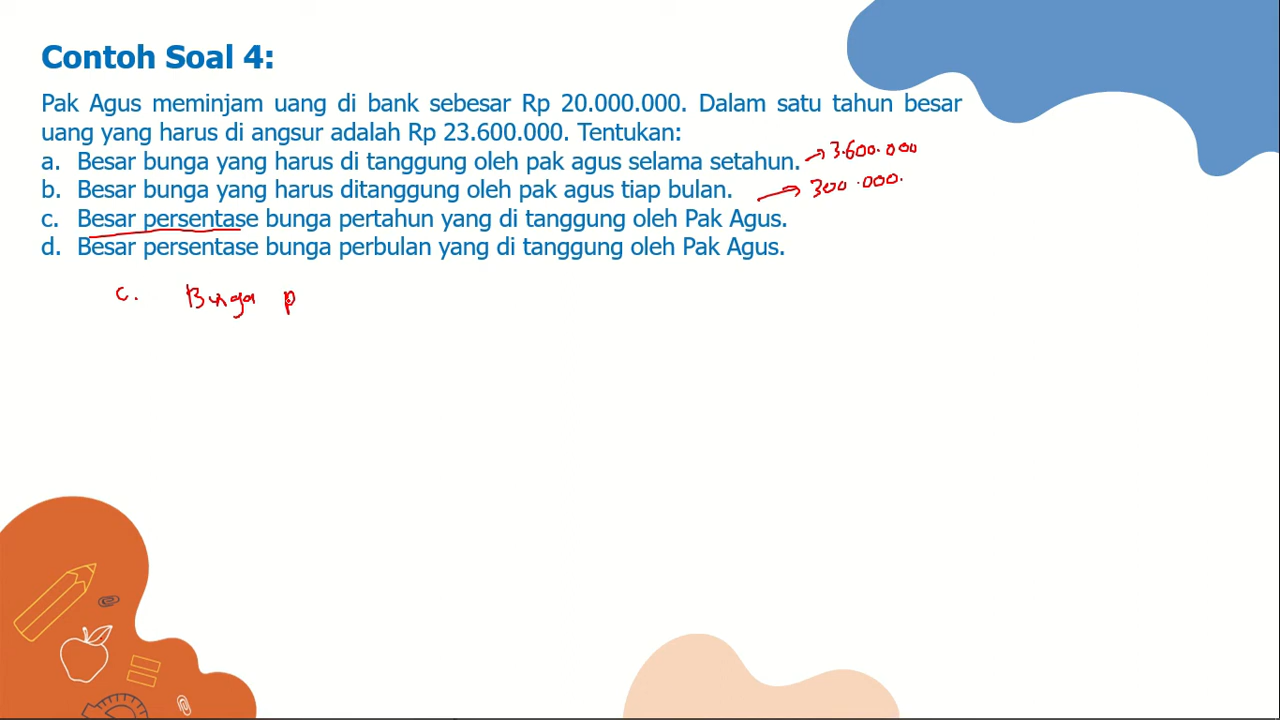 Contoh Soal 4:
Pak Agus meminjam uang di bank sebesar Rp 20.000.000. Dalam satu tahun besar
uang yang harus di angsur adalah Rp 23.600.000. Tentukan:
a. Besar bunga yang harus di tanggung oleh pak agus selama setahun. → 3.600.000
b. Besar bunga yang harus ditanggung oleh pak agus tiap bulan. → 300.000.
c. Besar persentase bunga pertahun yang di tanggung oleh Pak Agus.
d. Besar persentase bunga perbulan yang di tanggung oleh Pak Agus.
c. Bunga p